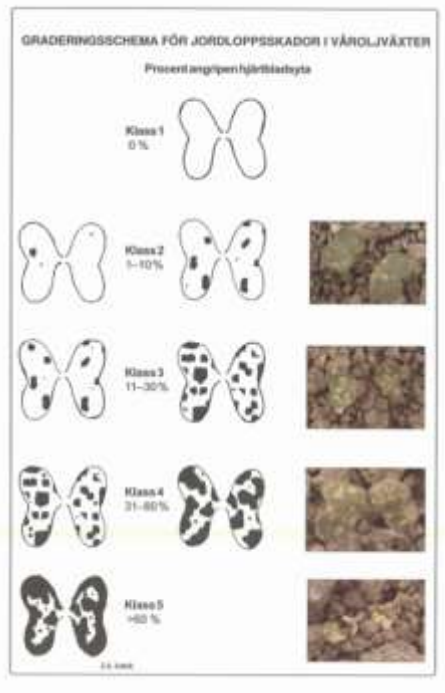 GRADERINGSSCHEMA FÖR JORDLOPPSSKADOR I VÅROLJVÄXTER
Procent angripen hjärtbladsyta
Klass 1
0 %
Klass 2
1–10 %
Klass 3
11–30 %
Klass 4
31–60 %
Klass 5
>60 %